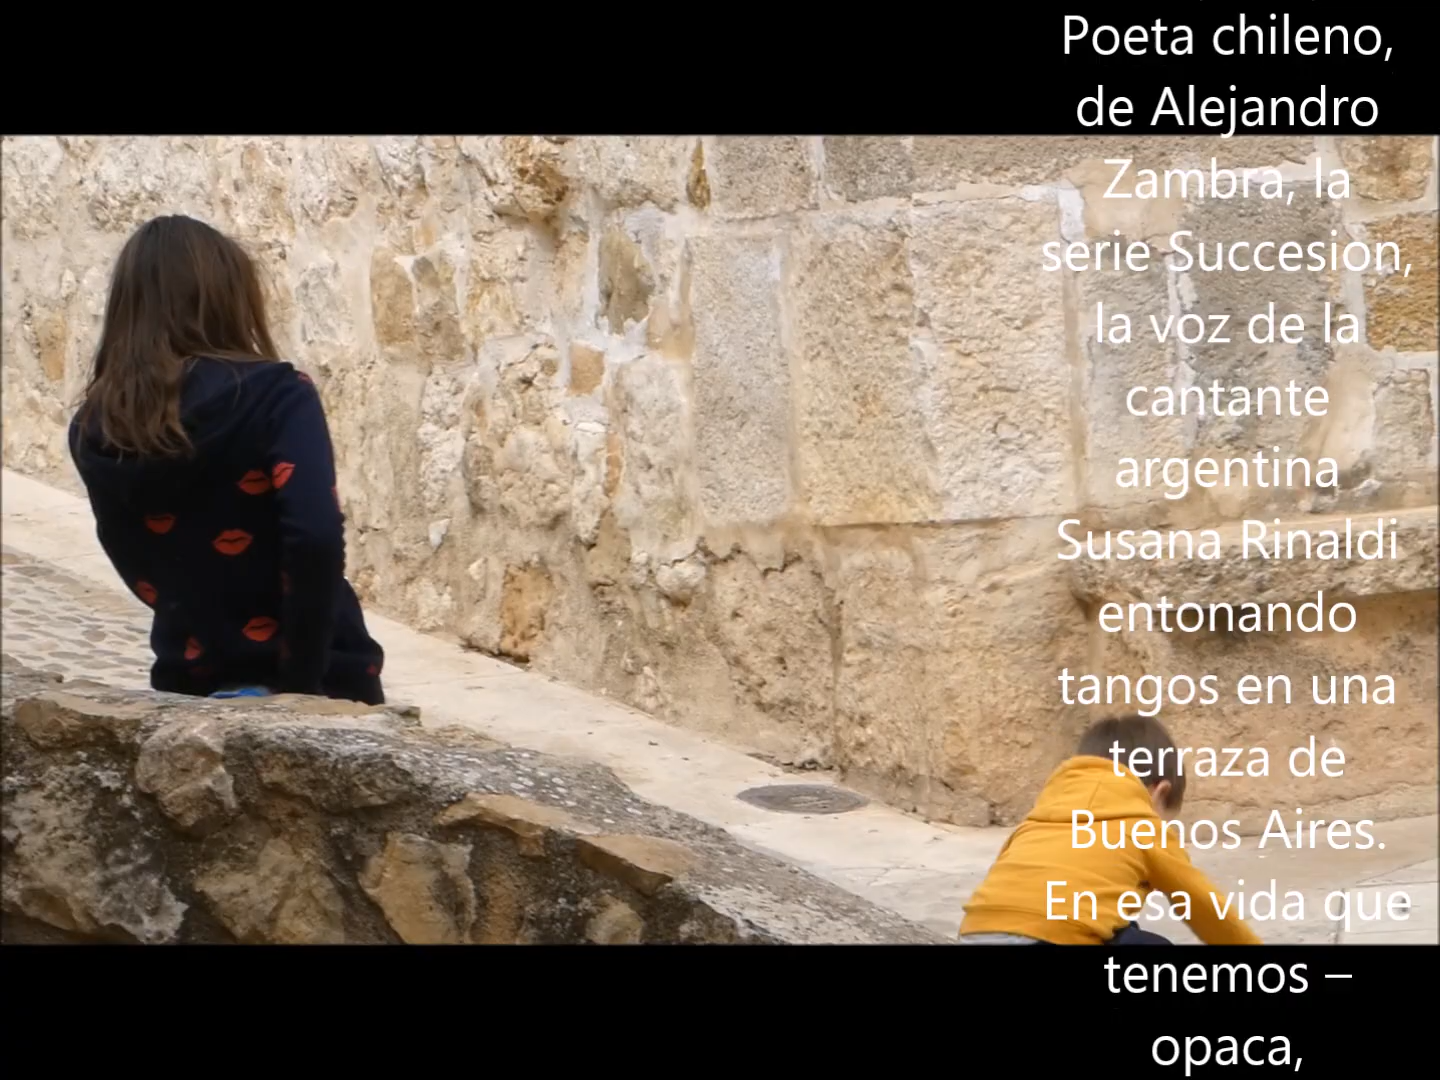 Poeta chileno,
de Alejandro
Zambra, la
serie Succesion,
la voz de la
cantante
argentina
Susana Rinaldi
entonando
tangos en una
terraza de
Buenos Aires.
En esa vida que
tenemos –
opaca,